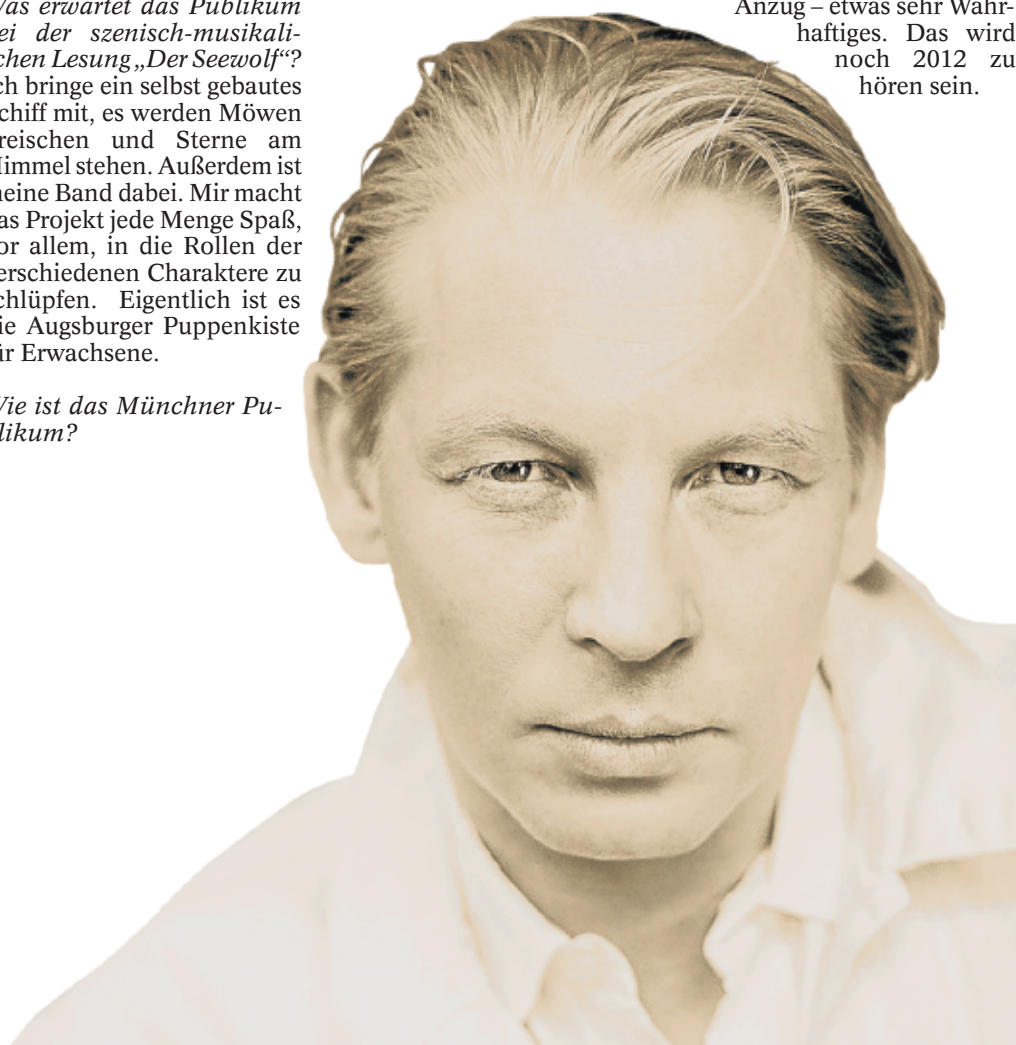 Was erwartet das Publikum
ei der szenisch-musikali-
chen Lesung „Der Seewolf“?
ch bringe ein selbst gebautes
chiff mit, es werden Möwen
reischen und Sterne am
Himmel stehen. Außerdem ist
meine Band dabei. Mir macht
as Projekt jede Menge Spaß,
or allem, in die Rollen der
erschiedenen Charaktere zu
chlüpfen. Eigentlich ist es
ie Augsburger Puppenkiste
ür Erwachsene.
Wie ist das Münchner Pu-
likum?
Anzug – etwas sehr Wahr-
haftiges. Das wird
noch 2012 zu
hören sein.